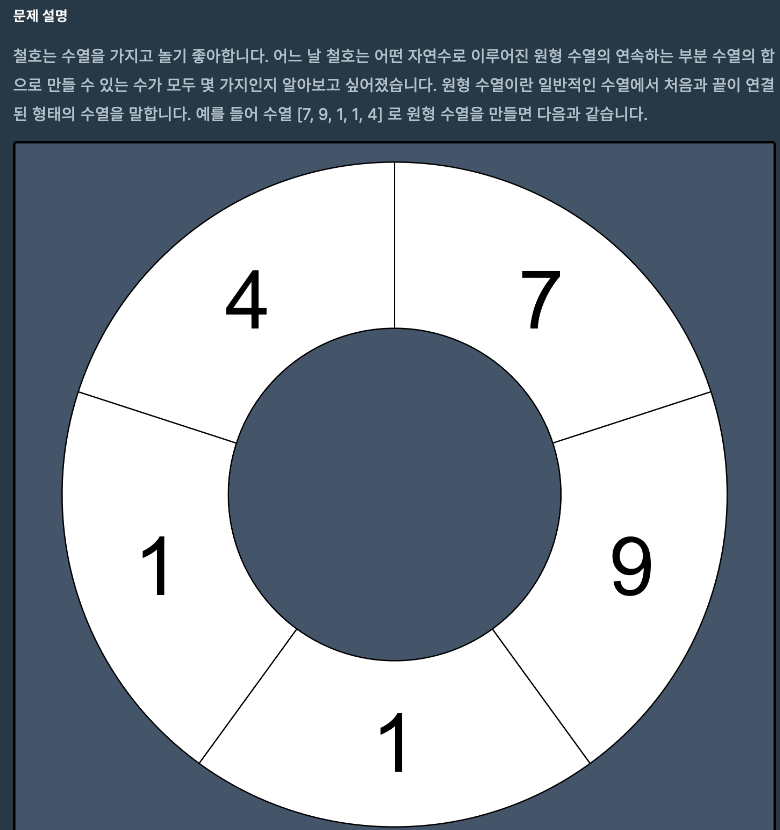 문제 설명
철호는 수열을 가지고 놀기 좋아합니다. 어느 날 철호는 어떤 자연수로 이루어진 원형 수열의 연속하는 부분 수열의 합
으로 만들 수 있는 수가 모두 몇 가지인지 알아보고 싶어졌습니다. 원형 수열이란 일반적인 수열에서 처음과 끝이 연결
된 형태의 수열을 말합니다. 예를 들어 수열 [7, 9, 1, 1, 4] 로 원형 수열을 만들면 다음과 같습니다.
4 7
1 9
1